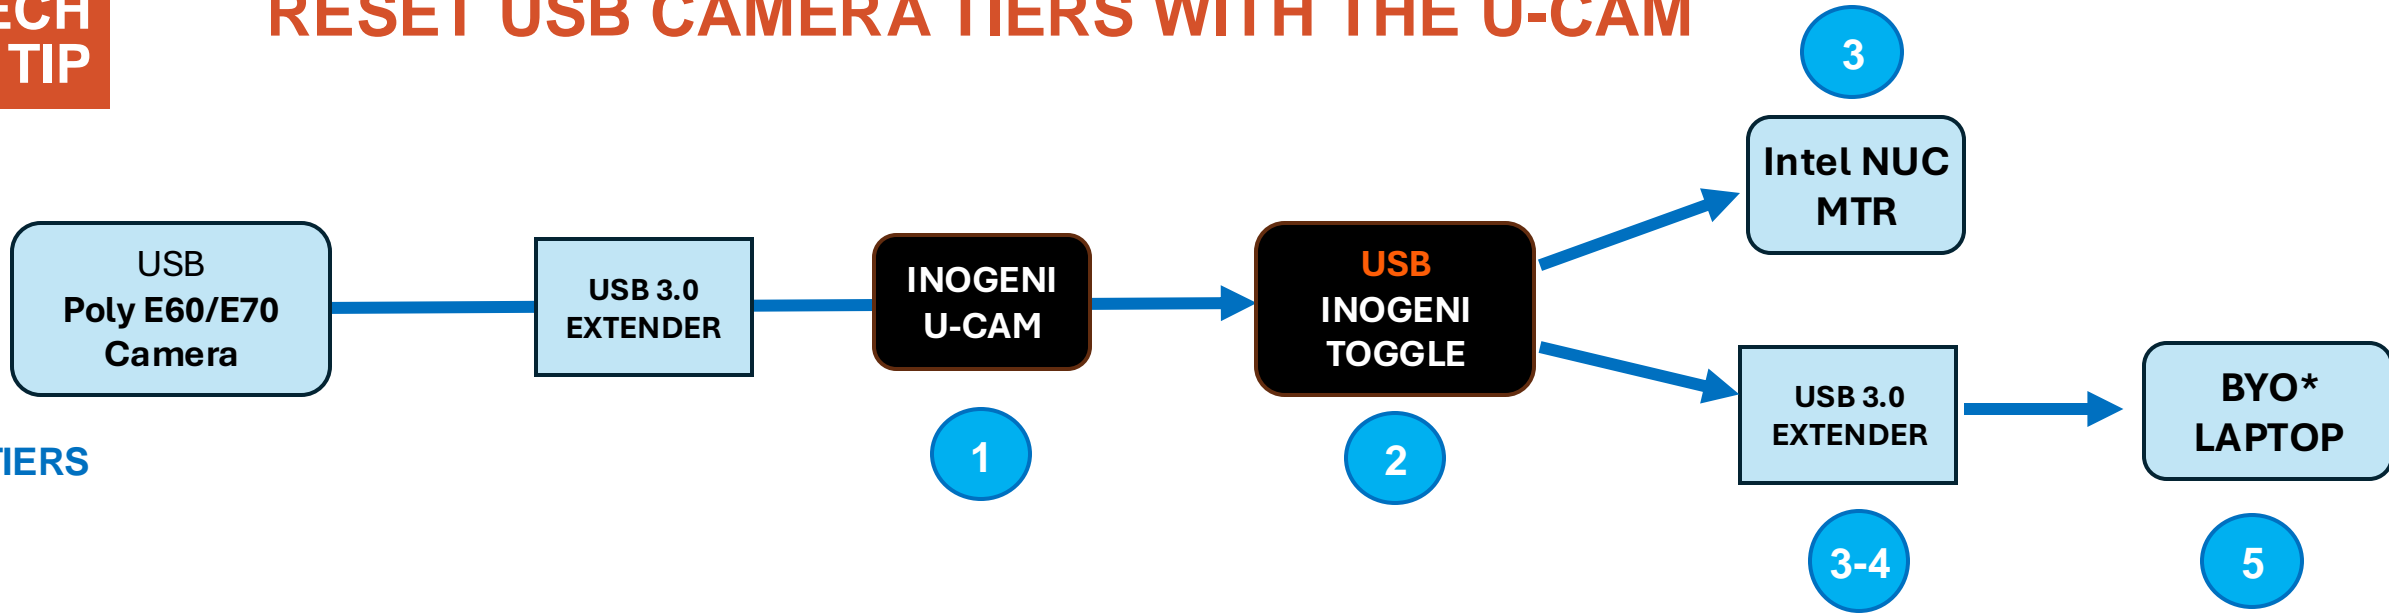 ECH
TIP
RESET USB CAMERA TIERS WITH THE U-CAM
3
Intel NUC
MTR
USB
Poly E60/E70
Camera
USB 3.0
EXTENDER
INOGENI
U-CAM
USB
INOGENI
TOGGLE
USB 3.0
EXTENDER
BYO*
LAPTOP
TIERS
1
2
3-4
5